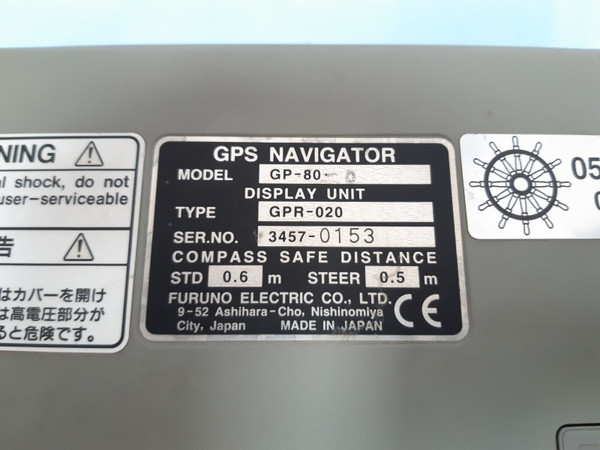 NING
al shock, do not
user-serviceable
告
はカバーを開け
は高電圧部分が
ると危険です。
GPS NAVIGATOR
MODEL GP-80
DISPLAY UNIT
TYPE GPR-020
SER.NO. 3457-0153
COMPASS SAFE DISTANCE
STD 0.6 m STEER 0.5 m
FURUNO ELECTRIC CO., LTD.
9-52 Ashihara-Cho, Nishinomiya
City, Japan MADE IN JAPAN
CE
05